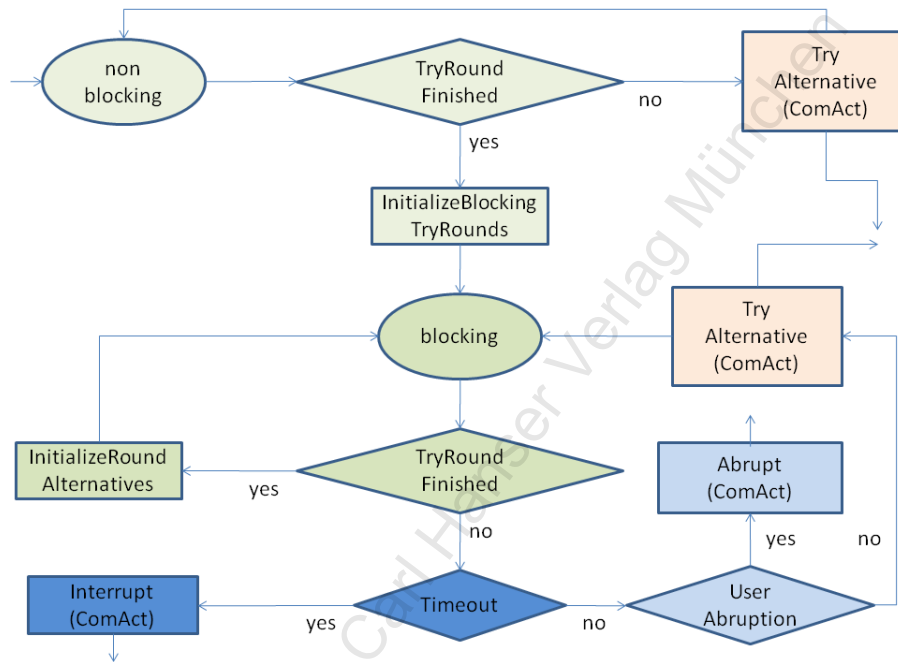 non
blocking
TryRound
Finished
no
Try
Alternative
(ComAct)
yes
InitializeBlocking
TryRounds
blocking
Try
Alternative
(ComAct)
InitializeRound
Alternatives
yes
TryRound
Finished
no
Abrupt
(ComAct)
yes
no
Interrupt
(ComAct)
yes
Timeout
no
User
Abruption
Carl Hanser Verlag München